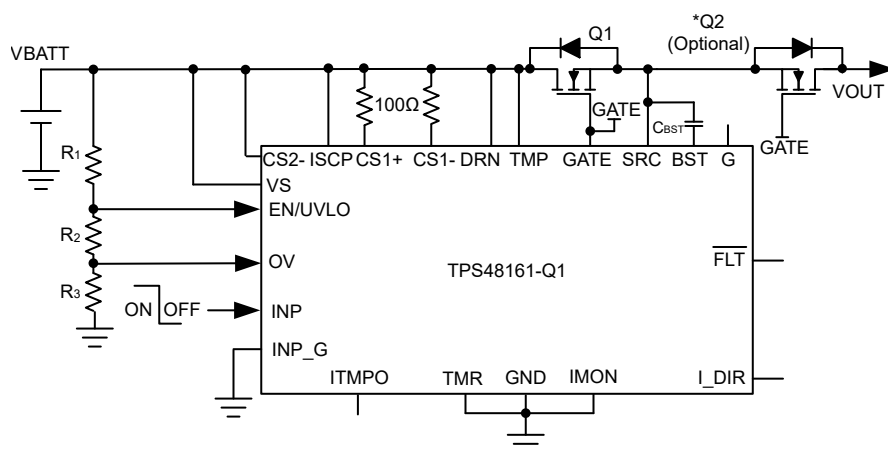 *Q2
Q1
(Optional)
VBATT
VOUT
100Ω
GATE
CBST
GATE
R1
CS2- ISCP CS1+ CS1- DRN TMP GATE SRC BST G
VS
EN/UVLO
R2
OV
TPS48161-Q1
FLT
R3
ON OFF
INP
INP_G
ITMPO TMR GND IMON I_DIR